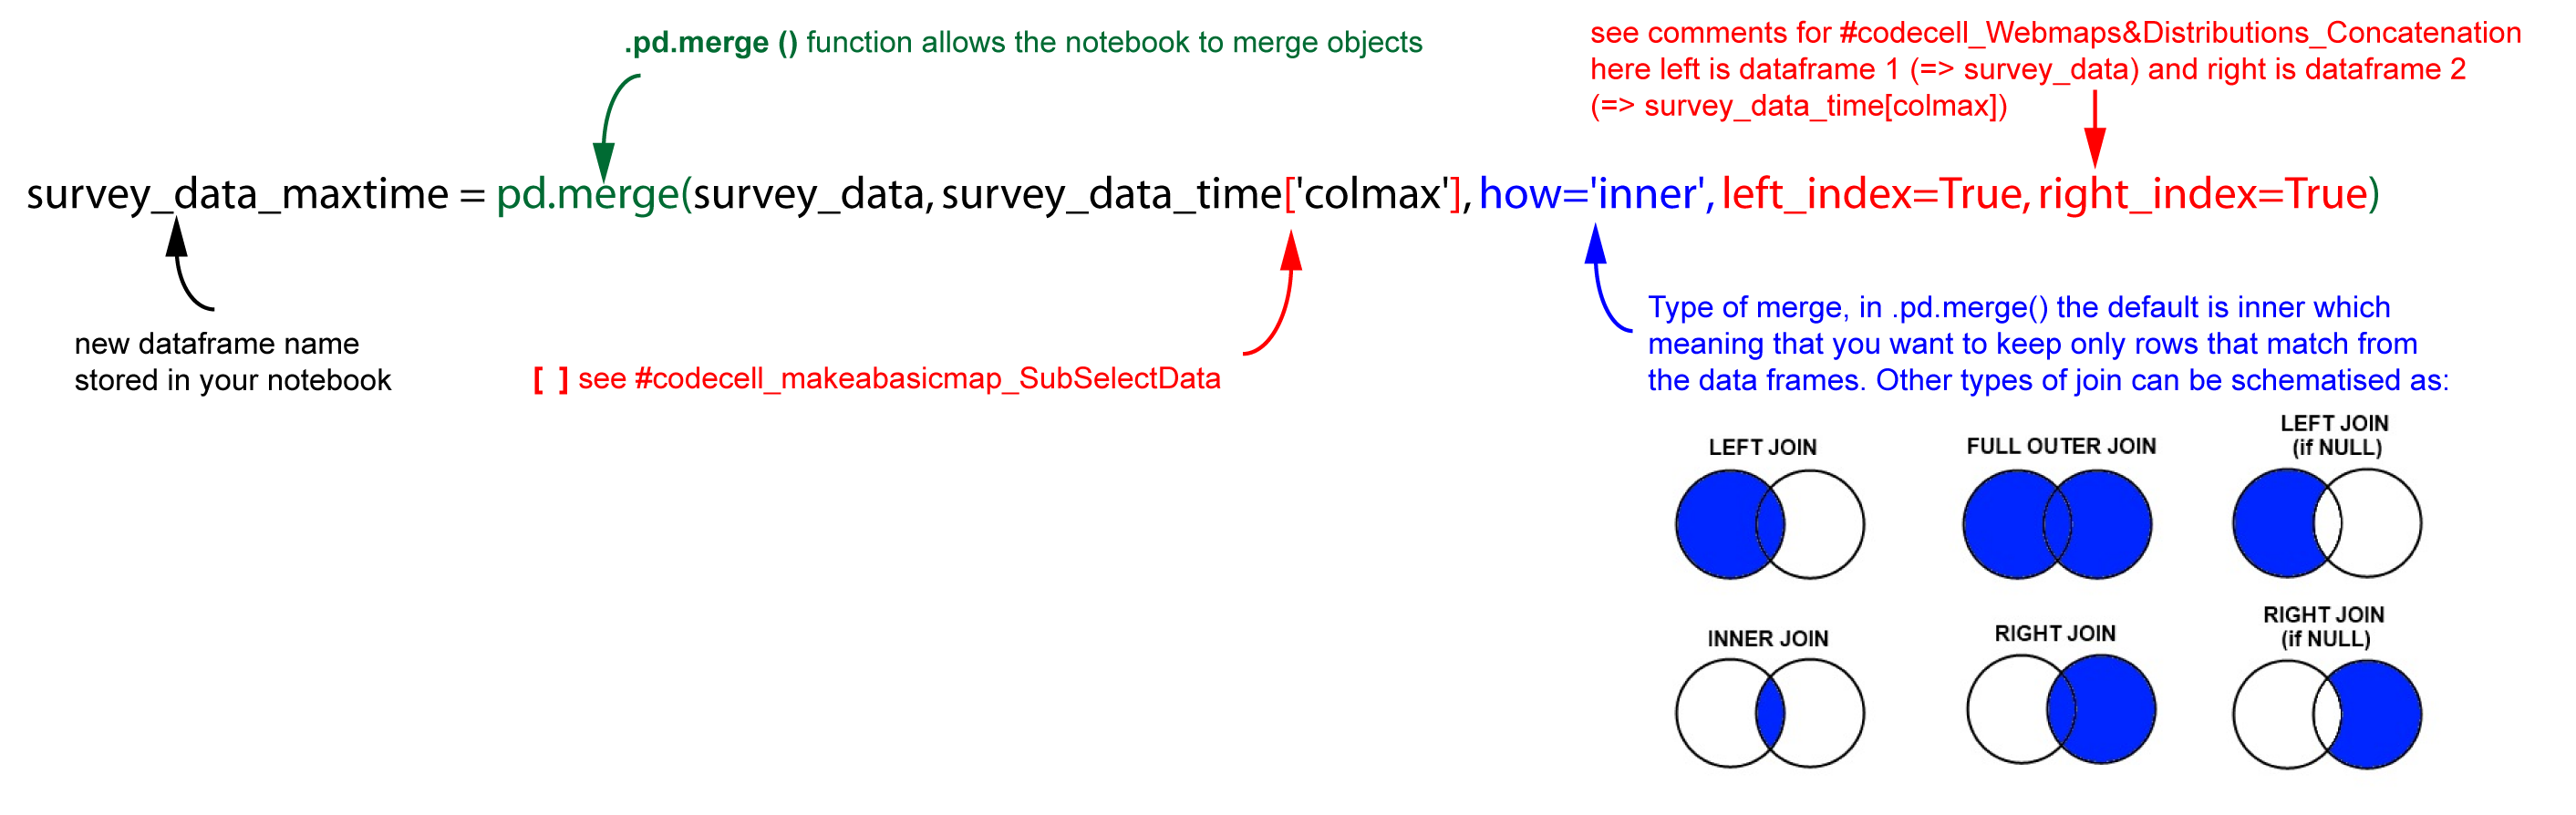 .pd.merge () function allows the notebook to merge objects
see comments for #codecell_Webmaps&Distributions_Concatenation
here left is dataframe 1 (=> survey_data) and right is dataframe 2
(=> survey_data_time[colmax])
survey_data_maxtime = pd.merge(survey_data, survey_data_time['colmax'], how='inner', left_index=True, right_index=True)
new dataframe name
stored in your notebook
[ ] see #codecell_makeabasicmap_SubSelectData
Type of merge, in .pd.merge() the default is inner which
meaning that you want to keep only rows that match from
the data frames. Other types of join can be schematised as:
LEFT JOIN
FULL OUTER JOIN
LEFT JOIN
(if NULL)
INNER JOIN
RIGHT JOIN
RIGHT JOIN
(if NULL)